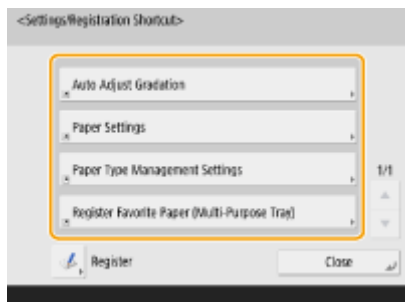 <Settings/Registration Shortcut>
Auto Adjust Gradation
Paper Settings
Paper Type Management Settings
1/1
Register Favorite Paper (Multi-Purpose Tray)
Register
Close